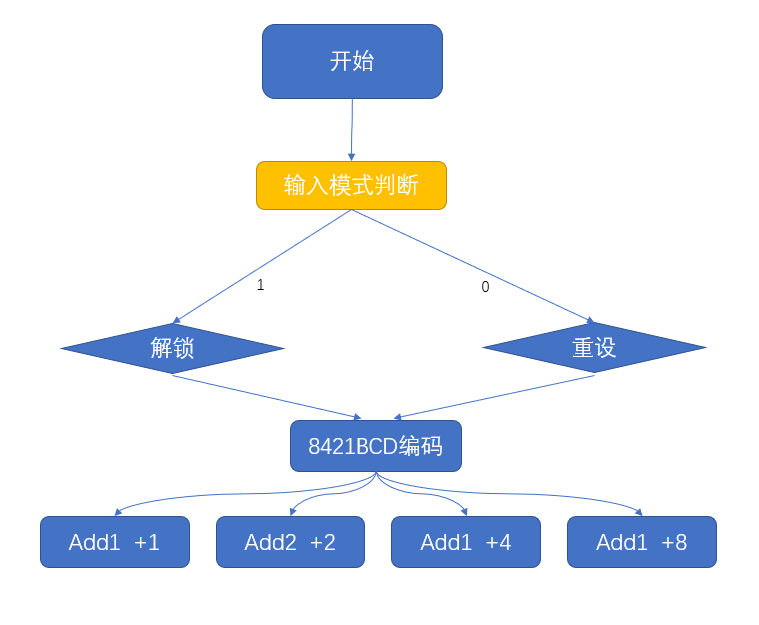 开始
输入模式判断
1
0
解锁
重设
8421BCD编码
Add1 +1
Add2 +2
Add1 +4
Add1 +8